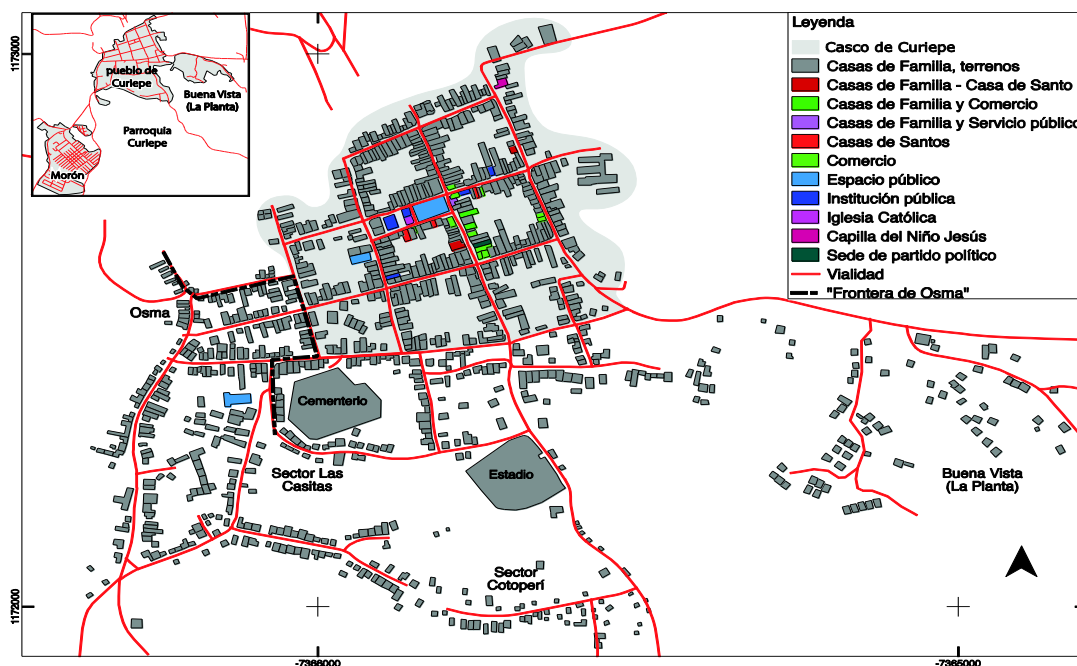 pueblo de
Curiepe
Buena Vista
(La Planta)
Parroquia
Curiepe
Morón
Leyenda
Casco de Curiepe
Casas de Familia, terrenos
Casas de Familia - Casa de Santo
Casas de Familia y Comercio
Casas de Familia y Servicio público
Casas de Santos
Comercio
Espacio público
Institución pública
Iglesia Católica
Capilla del Niño Jesús
Sede de partido político
Vialidad
"Frontera de Osma"
1173000
Osma
Cementerio
Sector Las
Casitas
Estadio
Buena Vista
(La Planta)
Sector
Cotoperí
1172000
-7366000
-7365000